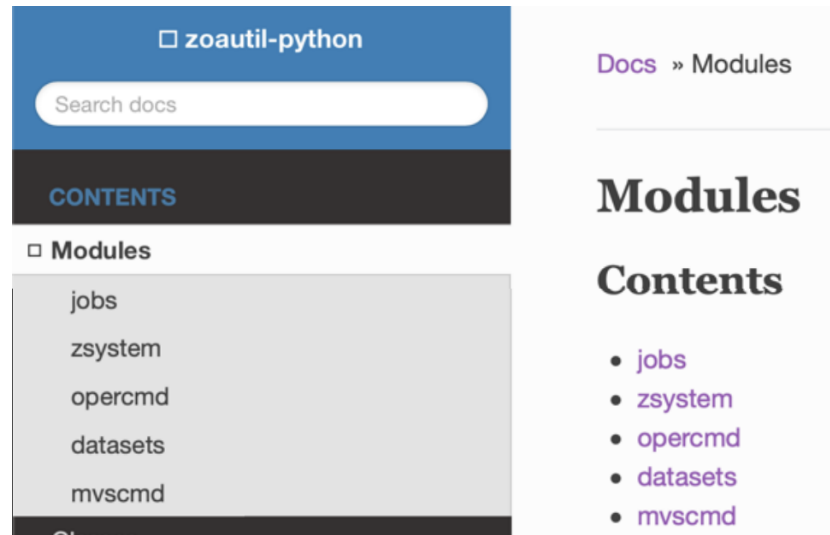 zoautil-python
Search docs
CONTENTS
Modules
jobs
zsystem
opercmd
datasets
mvscmd
Docs » Modules
Modules
Contents
• jobs
• zsystem
• opercmd
• datasets
• mvscmd